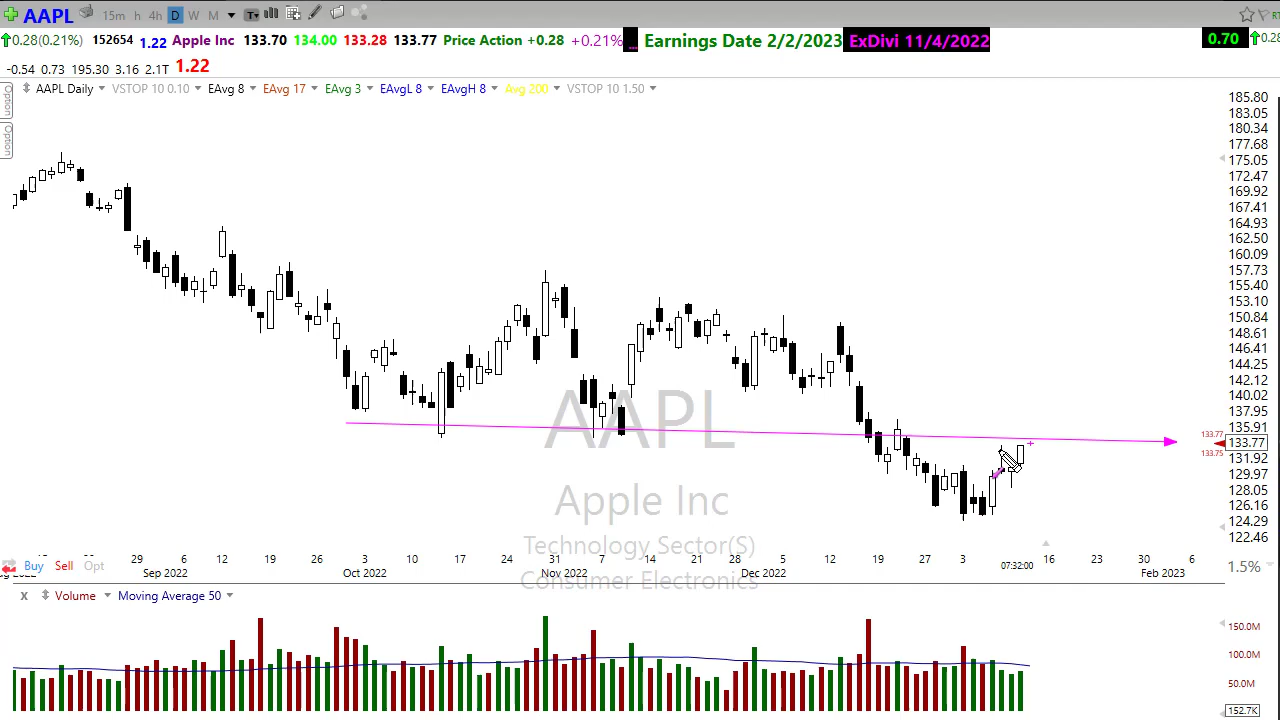 AAPL 15m h 4h D W M T
0.28(0.21%) 152654 1.22 Apple Inc 133.70 134.00 133.28 133.77 Price Action +0.28 +0.21% ... Earnings Date 2/2/2023 ExDivi 11/4/2022 0.70 0.28
-0.54 0.73 195.30 3.16 2.1T 1.22
Option
Option
AAPL Daily VSTOP 10 0.10 EAvg 8 EAvg 17 EAvg 3 EAvgL 8 EAvgH 8 Avg 200 VSTOP 10 1.50
185.80
183.05
180.34
177.68
175.05
172.47
169.92
167.41
164.93
162.50
160.09
157.73
155.40
153.10
150.84
148.61
146.41
144.25
142.12
140.02
137.95
135.91
133.77 133.77
133.75
131.92
129.97
128.05
126.16
124.29
122.46
AAPL
Apple Inc
Technology Sector(S)
Consumer Electronics
29 6 12 19 26 3 10 17 24 31 7 14 21 28 5 12 19 27 3 07:32:00 16 23 30 6
Sep 2022 Oct 2022 Nov 2022 Dec 2022 Feb 2023
Buy Sell Opt
1.5%
x Volume Moving Average 50
150.0M
100.0M
50.0M
152.7K